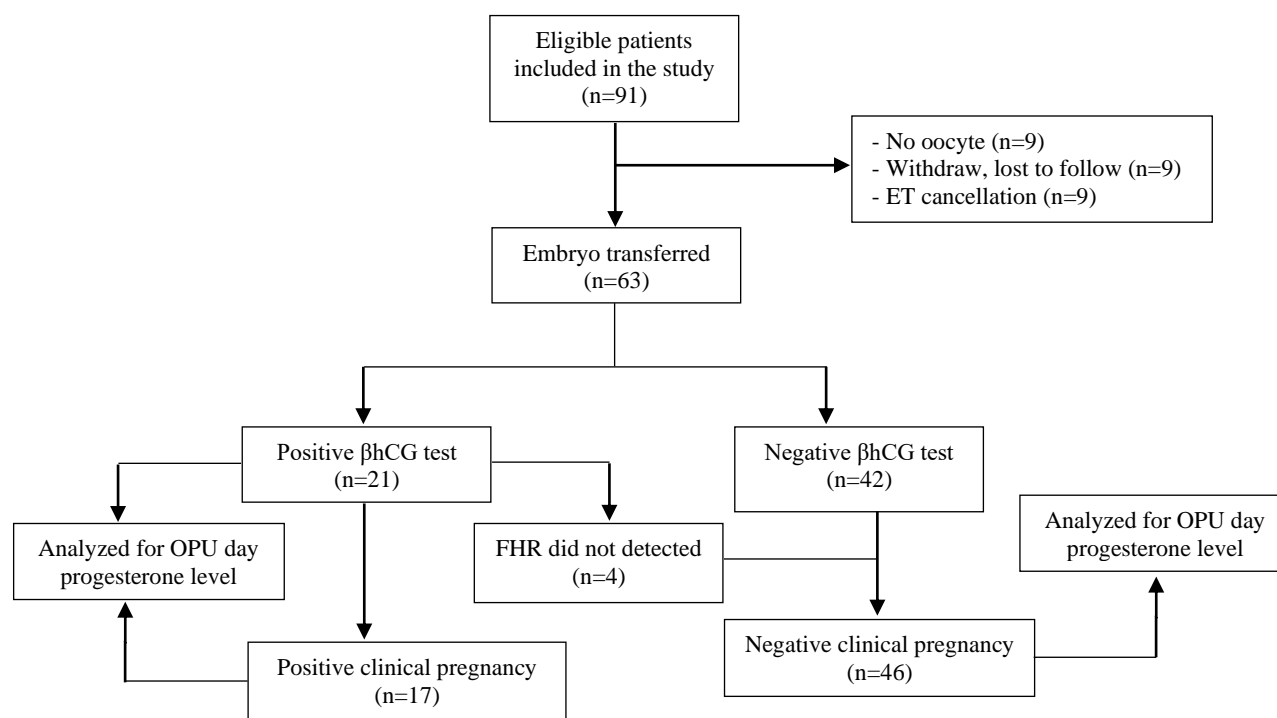 Eligible patients
included in the study
(n=91)
- No oocyte (n=9)
- Withdraw, lost to follow (n=9)
- ET cancellation (n=9)
Embryo transferred
(n=63)
Positive βhCG test
(n=21)
Negative βhCG test
(n=42)
Analyzed for OPU day
progesterone level
FHR did not detected
(n=4)
Analyzed for OPU day
progesterone level
Positive clinical pregnancy
(n=17)
Negative clinical pregnancy
(n=46)